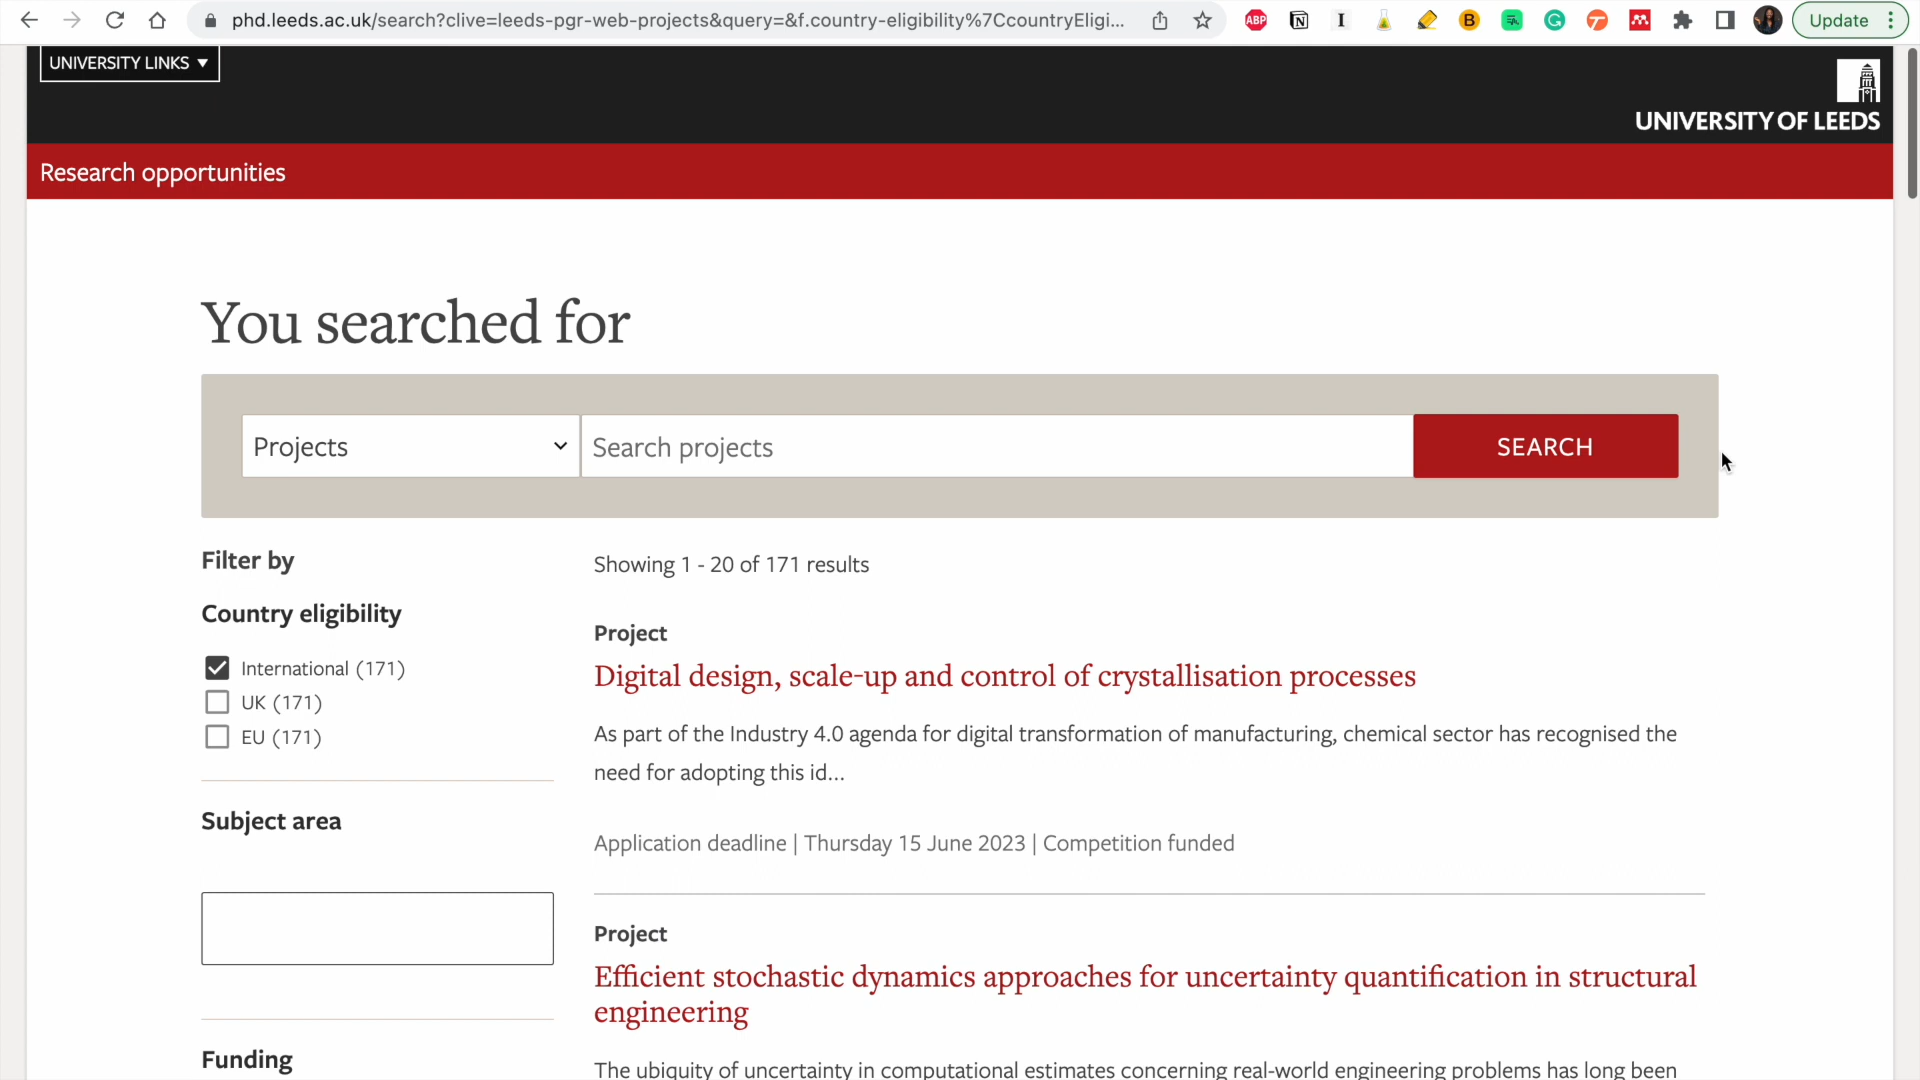 phd.leeds.ac.uk/search?clive=leeds-pgr-web-projects&query=&f.country-eligibility%7CcountryEligi...
ABP
B
G
Update
UNIVERSITY LINKS ▼
UNIVERSITY OF LEEDS
Research opportunities
You searched for
Projects
Search projects
SEARCH
Filter by
Showing 1 - 20 of 171 results
Country eligibility
International (171)
UK (171)
EU (171)
Subject area
Funding
Project
Digital design, scale-up and control of crystallisation processes
As part of the Industry 4.0 agenda for digital transformation of manufacturing, chemical sector has recognised the
need for adopting this id...
Application deadline | Thursday 15 June 2023 | Competition funded
Project
Efficient stochastic dynamics approaches for uncertainty quantification in structural
engineering
The ubiquity of uncertainty in computational estimates concerning real-world engineering problems has long been